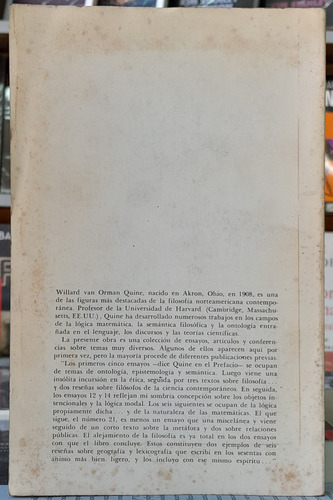 Willard van Orman Quine, nacido en Akron, Ohio, en 1908, es una
de las figuras más destacadas de la filosofía norteamericana contempo-
ránea. Profesor de la Universidad de Harvard (Cambridge, Massachu-
setts, EE.UU.), Quine ha desarrollado numerosos trabajos en los campos
de la lógica matemática, la semántica filosófica y la ontología entra-
ñada en el lenguaje, los discursos y las teorías científicas.
La presente obra es una colección de ensayos, artículos y conferen-
cias sobre temas muy diversos. Algunos de ellos aparecen aquí por
primera vez, pero la mayoría procede de diferentes publicaciones previas.
"Los primeros cinco ensayos —dice Quine en el Prefacio— se ocupan
de temas de ontología, epistemología y semántica. Luego viene una
insólita incursión en la ética, seguida por tres textos sobre filosofía...
y dos reseñas sobre filósofos de la ciencia contemporáneos. En seguida,
los ensayos 12 y 14 reflejan mi sombría concepción sobre los objetos in-
tensionales y la lógica modal. Los seis siguientes se ocupan de la lógica
propiamente dicha... y de la naturaleza de las matemáticas. El que
sigue, el número 21, es menos un ensayo que una miscelánea y viene
seguido de un corto texto sobre la metáfora y dos sobre relaciones
públicas. El alejamiento de la filosofía es ya total en los dos ensayos
con que el libro concluye. Estos constituyen dos ejemplos de seis
reseñas sobre geografía y lexicografía que escribí en los sesentas con
ánimo más bien ligero, y los incluyo con ese mismo espíritu